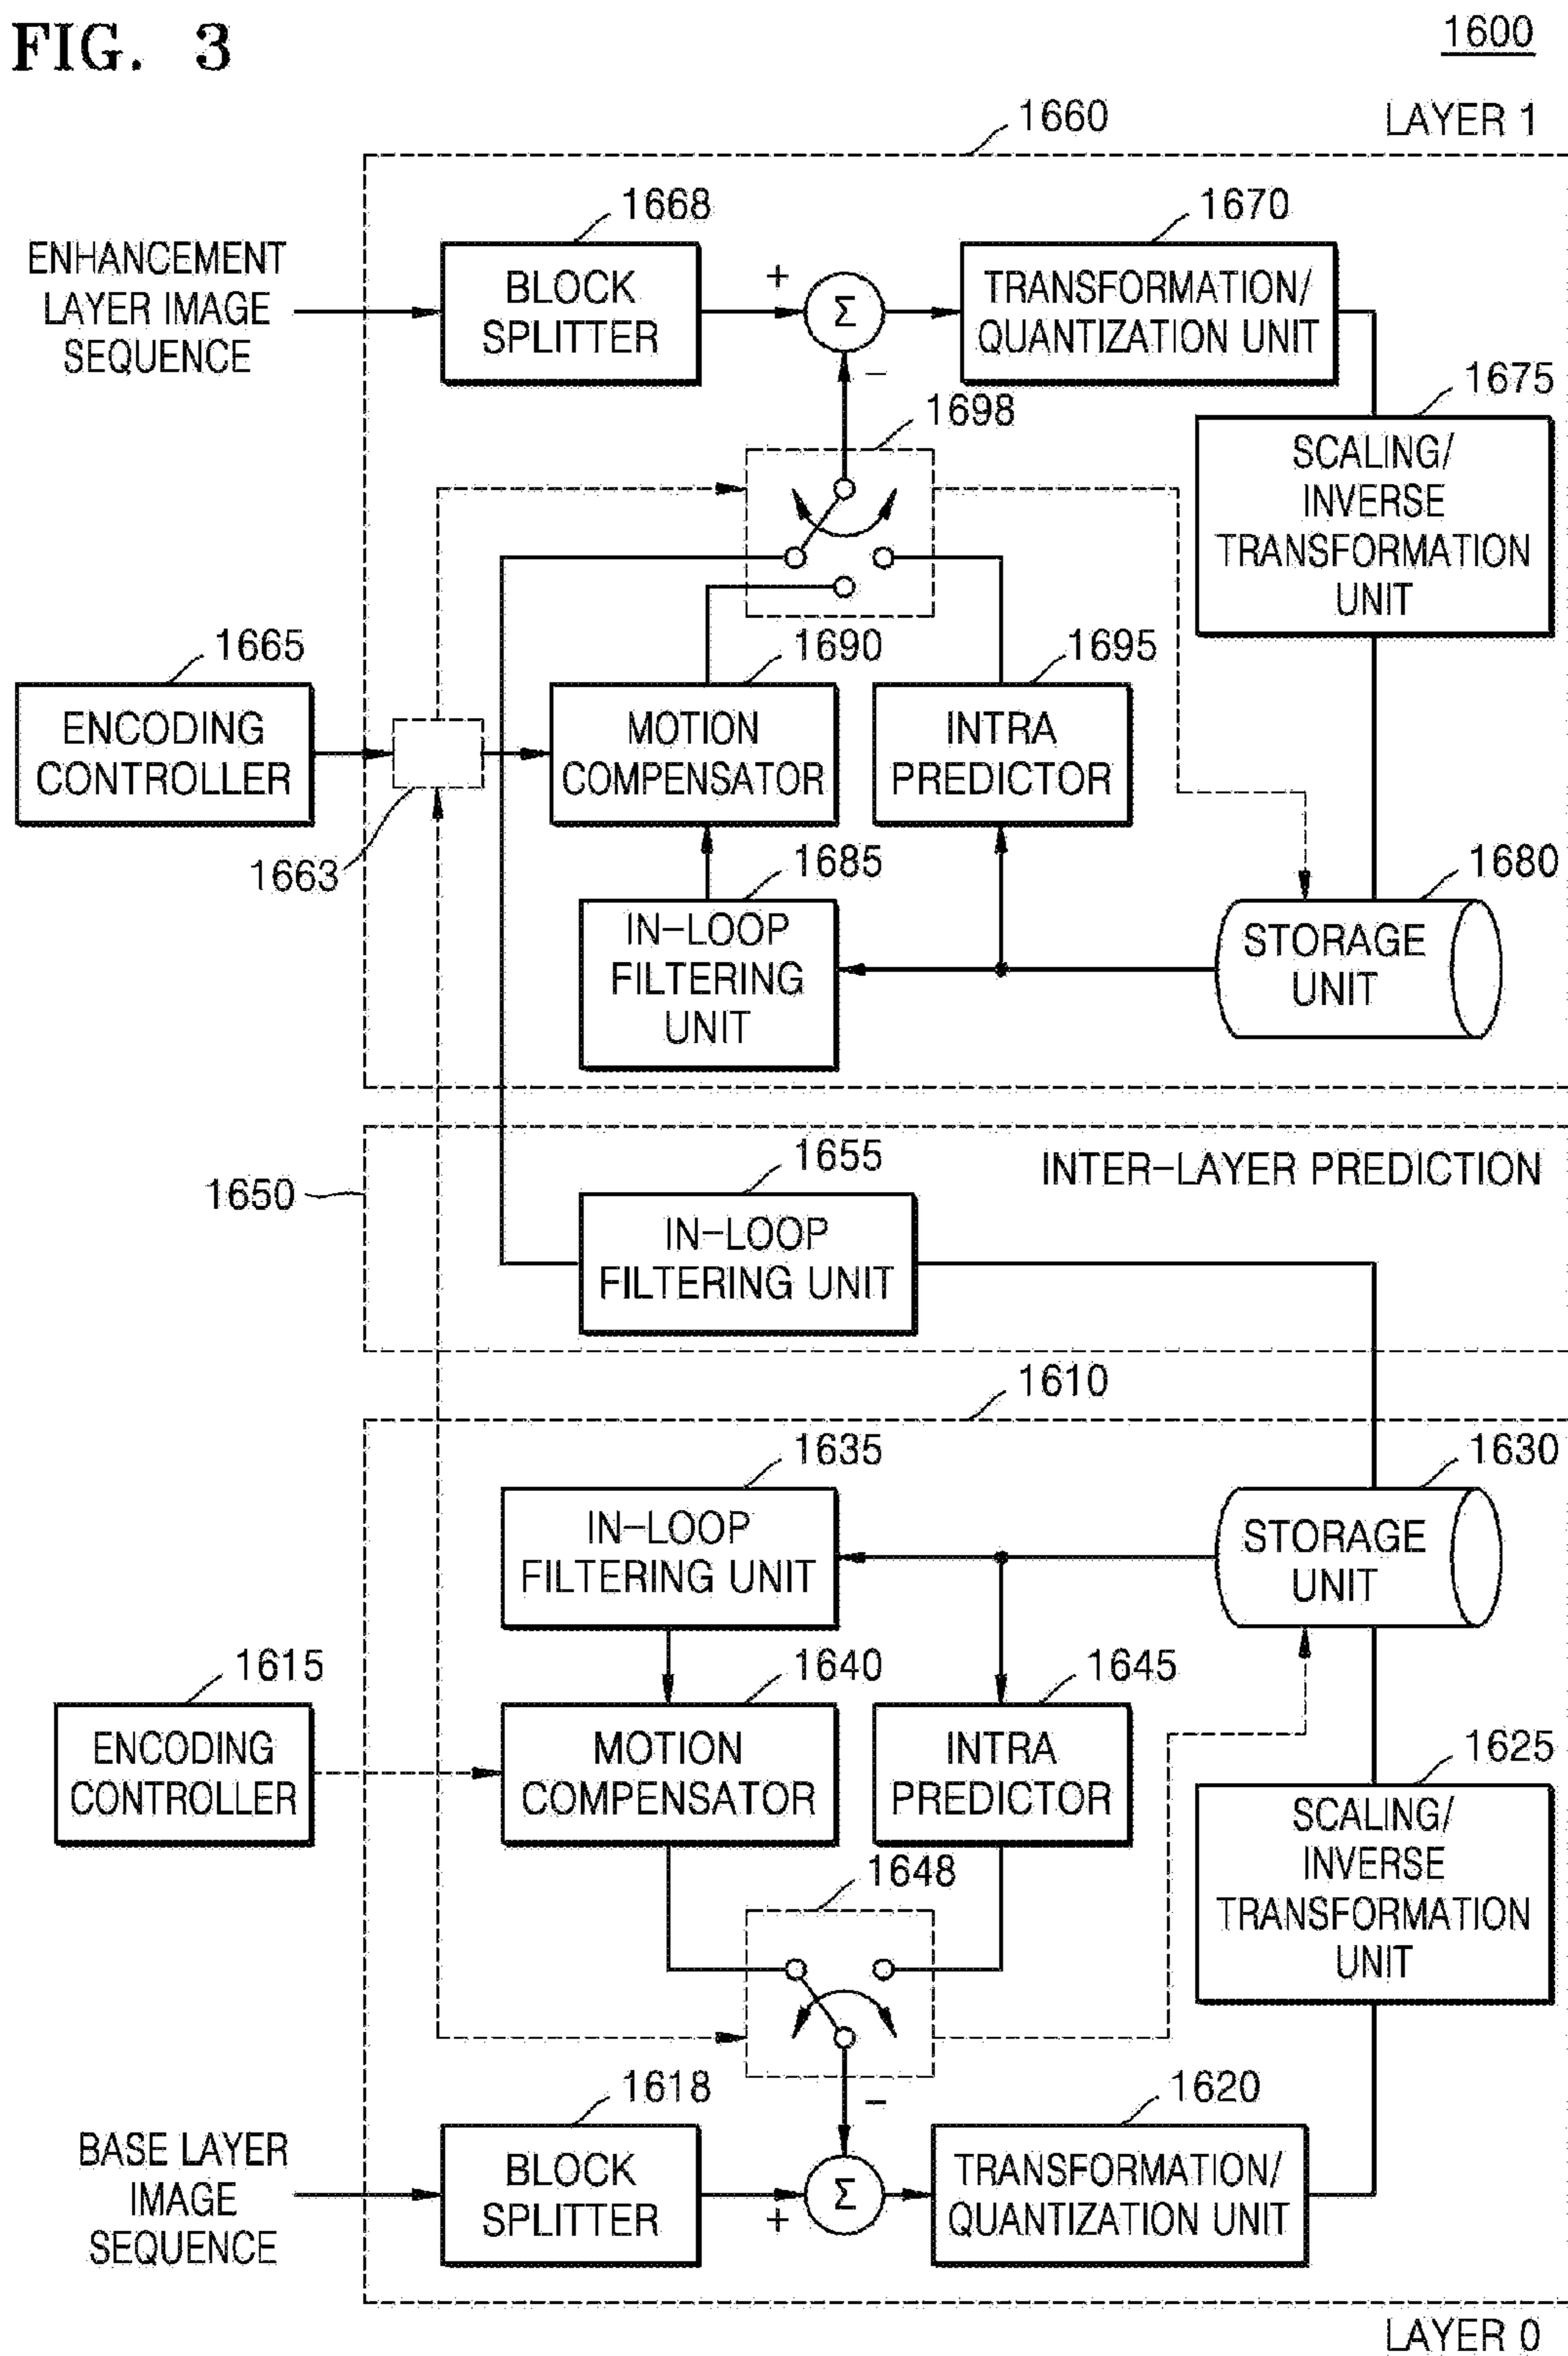 FIG. 3
1600
LAYER 1
1660
1668
1670
ENHANCEMENT
LAYER IMAGE
SEQUENCE
BLOCK
SPLITTER
+
Σ
−
TRANSFORMATION/
QUANTIZATION UNIT
1675
1698
SCALING/
INVERSE
TRANSFORMATION
UNIT
1665
1690
1695
ENCODING
CONTROLLER
MOTION
COMPENSATOR
INTRA
PREDICTOR
1663
1685
1680
IN-LOOP
FILTERING
UNIT
STORAGE
UNIT
1650
1655
INTER-LAYER PREDICTION
IN-LOOP
FILTERING UNIT
1610
1635
1630
IN-LOOP
FILTERING UNIT
STORAGE
UNIT
1615
1640
1645
1625
ENCODING
CONTROLLER
MOTION
COMPENSATOR
INTRA
PREDICTOR
SCALING/
INVERSE
TRANSFORMATION
UNIT
1648
1618
−
1620
BASE LAYER
IMAGE
SEQUENCE
BLOCK
SPLITTER
+
Σ
TRANSFORMATION/
QUANTIZATION UNIT
LAYER 0